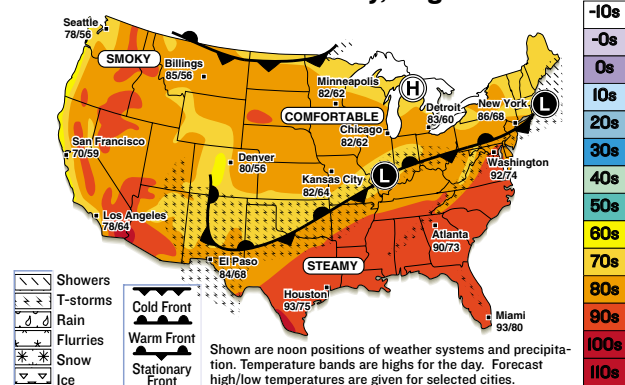 Seattle
78/56
SMOKY
Billings
85/56
Minneapolis
82/62
H
COMFORTABLE
Detroit
83/60
New York
86/68
L
Chicago
82/62
San Francisco
70/59
Denver
80/56
Kansas City
82/64
L
Washington
92/74
Los Angeles
78/64
El Paso
84/68
Atlanta
90/73
STEAMY
Houston
93/75
Miami
93/80
Showers
T-storms
Rain
Flurries
Snow
Ice
Cold Front
Warm Front
Stationary
Front
Shown are noon positions of weather systems and precipita-
tion. Temperature bands are highs for the day. Forecast
high/low temperatures are given for selected cities.
-10s
-0s
0s
10s
20s
30s
40s
50s
60s
70s
80s
90s
100s
110s